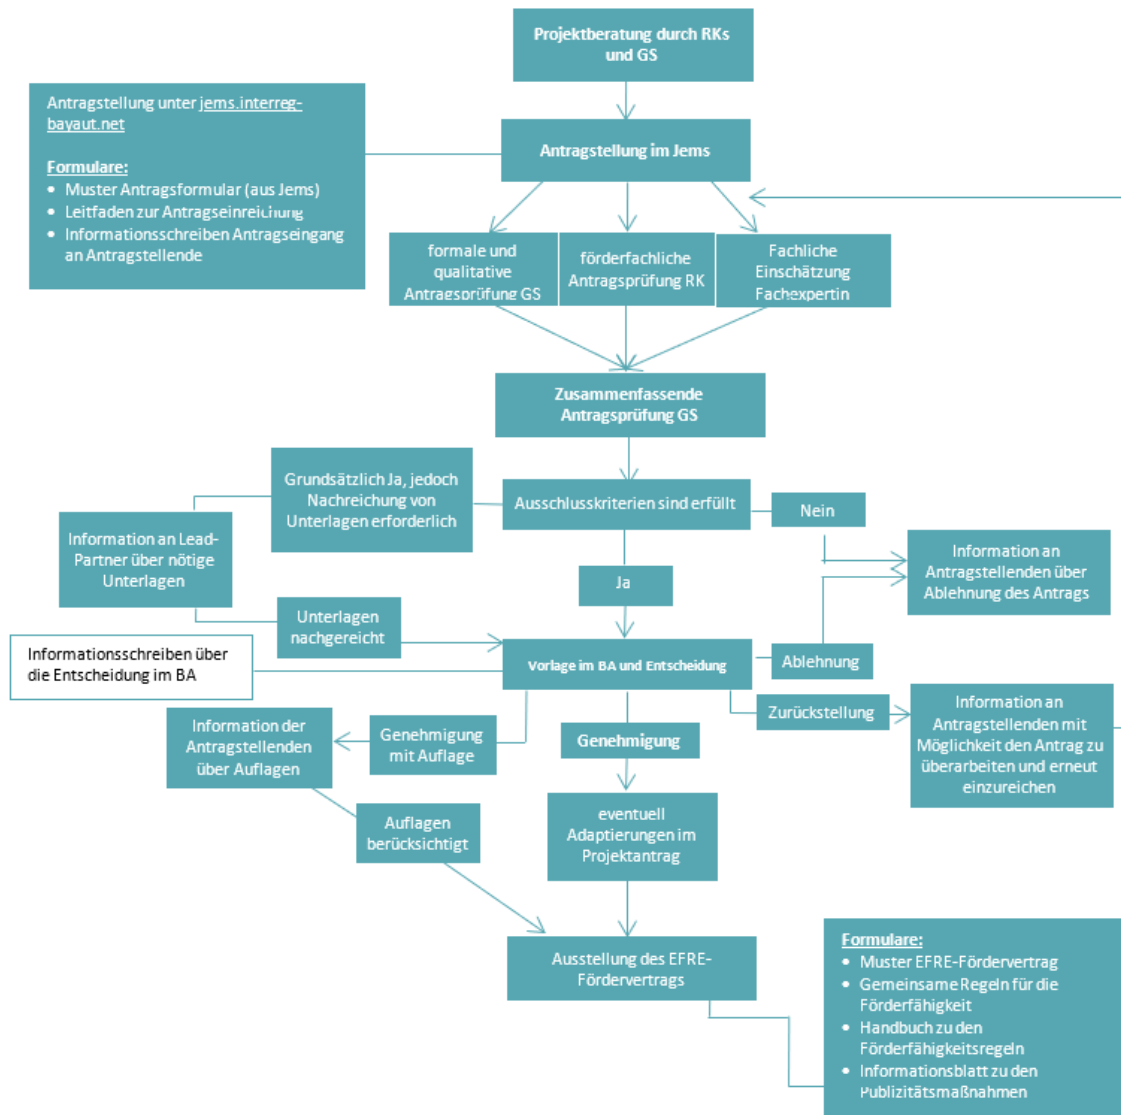 Projektberatung durch RKs
und GS
Antragstellung unter jems.interreg-
bayaut.net
Formulare:
• Muster Antragsformular (aus Jems)
• Leitfaden zur Antragseinreichung
• Informationsschreiben Antragseingang
an Antragstellende
Antragstellung im Jems
formale und
qualitative
Antragsprüfung GS
förderfachliche
Antragsprüfung RK
Fachliche
Einschätzung
Fachexpertin
Zusammenfassende
Antragsprüfung GS
Grundsätzlich Ja, jedoch
Nachreichung von
Unterlagen erforderlich
Ausschlusskriterien sind erfüllt
Nein
Information an Lead-
Partner über nötige
Unterlagen
Information an
Antragstellenden über
Ablehnung des Antrags
Ja
Unterlagen
nachgereicht
Informationsschreiben über
die Entscheidung im BA
Vorlage im BA und Entscheidung
Ablehnung
Zurückstellung
Information an
Antragstellenden mit
Möglichkeit den Antrag zu
überarbeiten und erneut
einzureichen
Information der
Antragstellenden
über Auflagen
Genehmigung
mit Auflage
Genehmigung
Auflagen
berücksichtigt
eventuell
Adaptierungen im
Projektantrag
Ausstellung des EFRE-
Fördervertrags
Formulare:
• Muster EFRE-Fördervertrag
• Gemeinsame Regeln für die
Förderfähigkeit
• Handbuch zu den
Förderfähigkeitsregeln
• Informationsblatt zu den
Publizitätsmaßnahmen